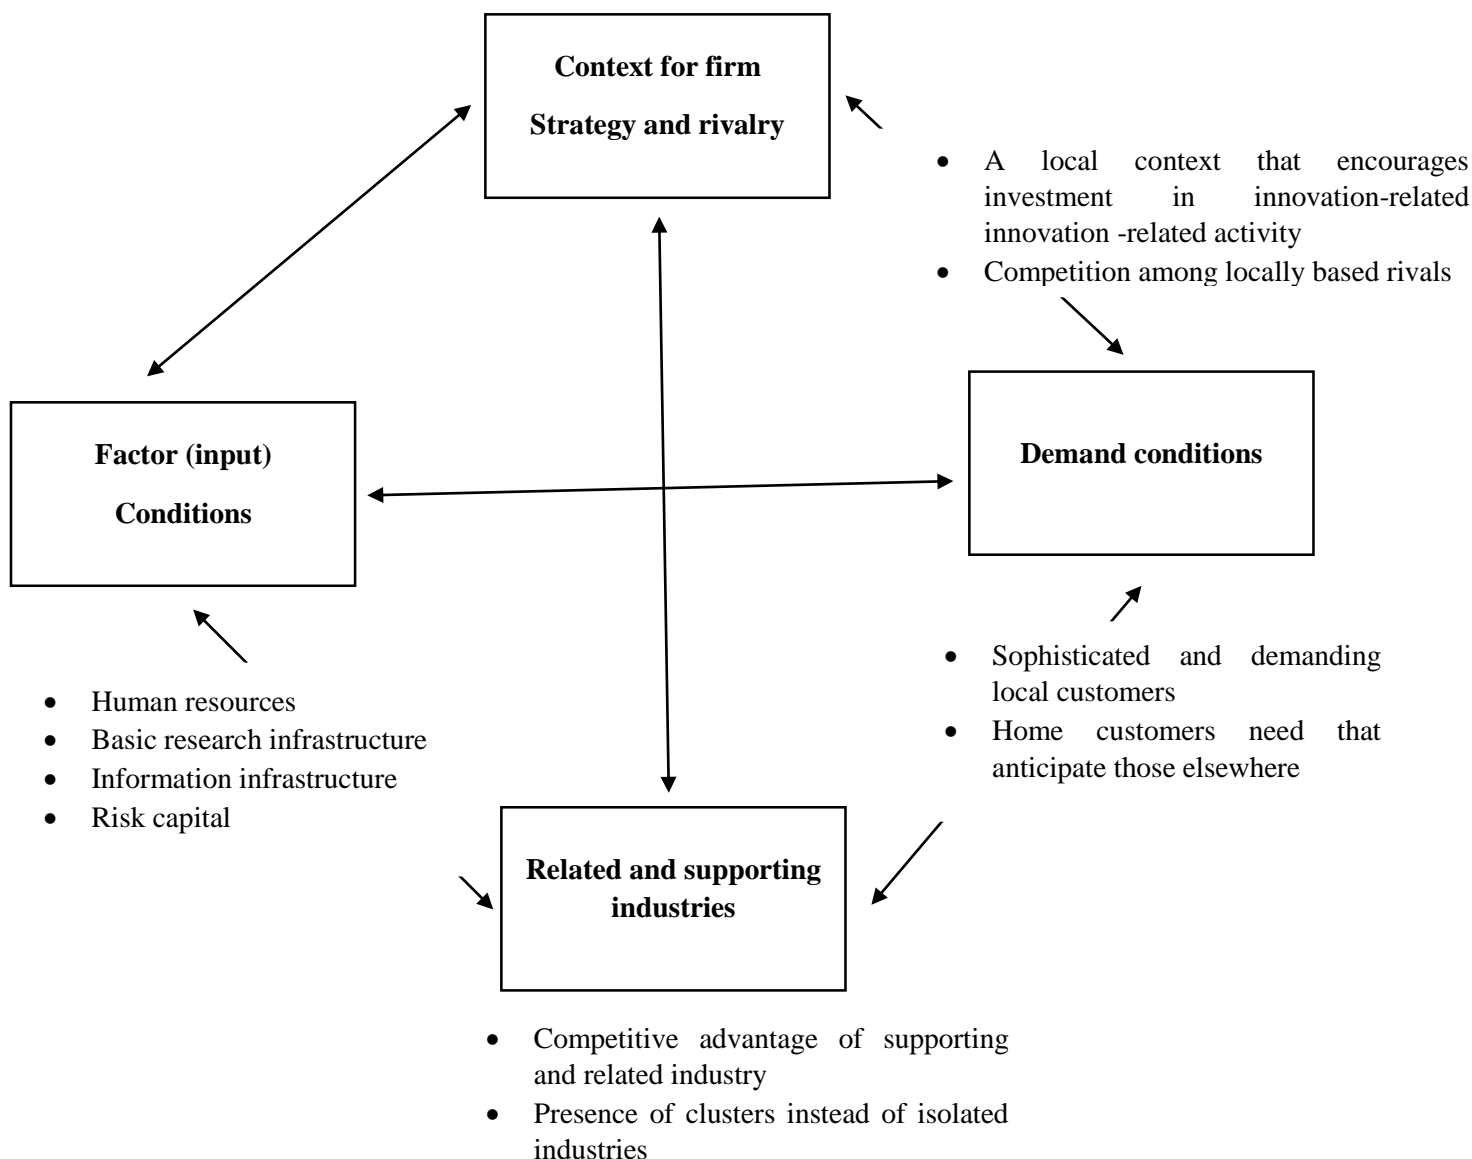 Context for firm
Strategy and rivalry
• A local context that encourages
investment in innovation-related
innovation -related activity
• Competition among locally based rivals
Factor (input)
Conditions
Demand conditions
• Human resources
• Basic research infrastructure
• Information infrastructure
• Risk capital
• Sophisticated and demanding
local customers
• Home customers need that
anticipate those elsewhere
Related and supporting
industries
• Competitive advantage of supporting
and related industry
• Presence of clusters instead of isolated
industries